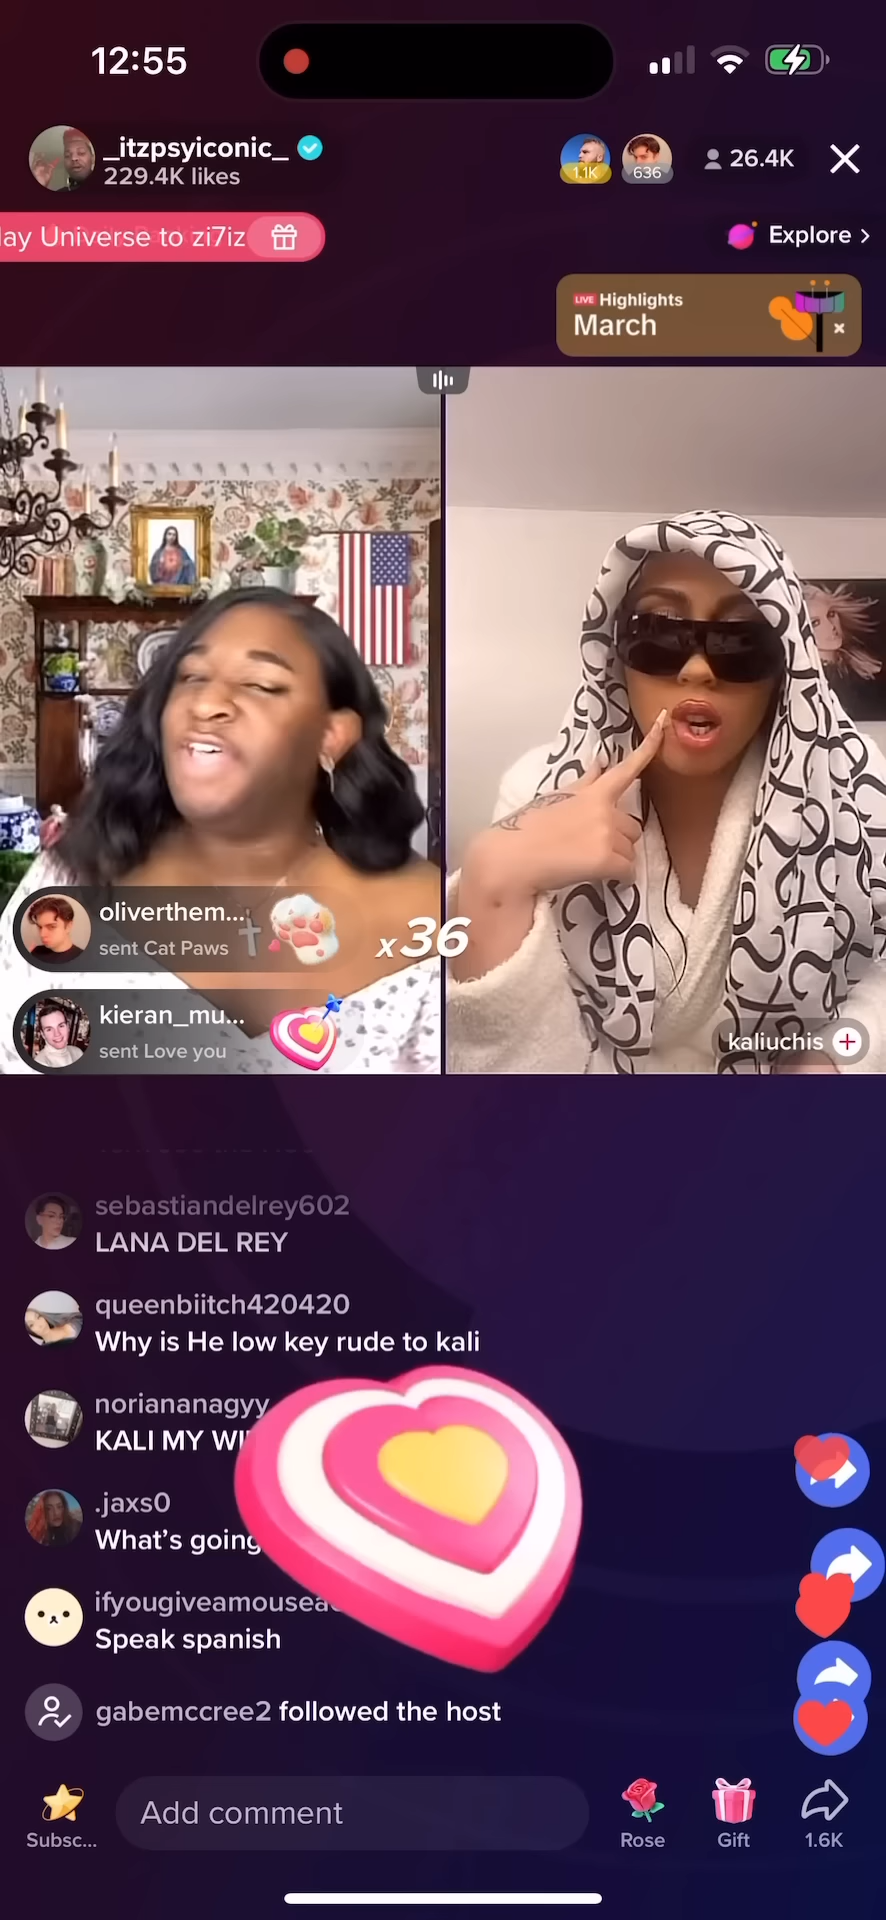 12:55
_itzpsyiconic_
229.4K likes
1.1K
636
26.4K
lay Universe to zi7iz
Explore >
LIVE Highlights
March
oliverthem...
sent Cat Paws
x36
kieran_mu...
sent Love you
kaliuchis
sebastiandelrey602
LANA DEL REY
queenbiitch420420
Why is He low key rude to kali
noriananagyy
KALI MY WI
.jaxs0
What's going
ifyougiveamousea
Speak spanish
gabemccree2 followed the host
Subsc...
Add comment
Rose
Gift
1.6K